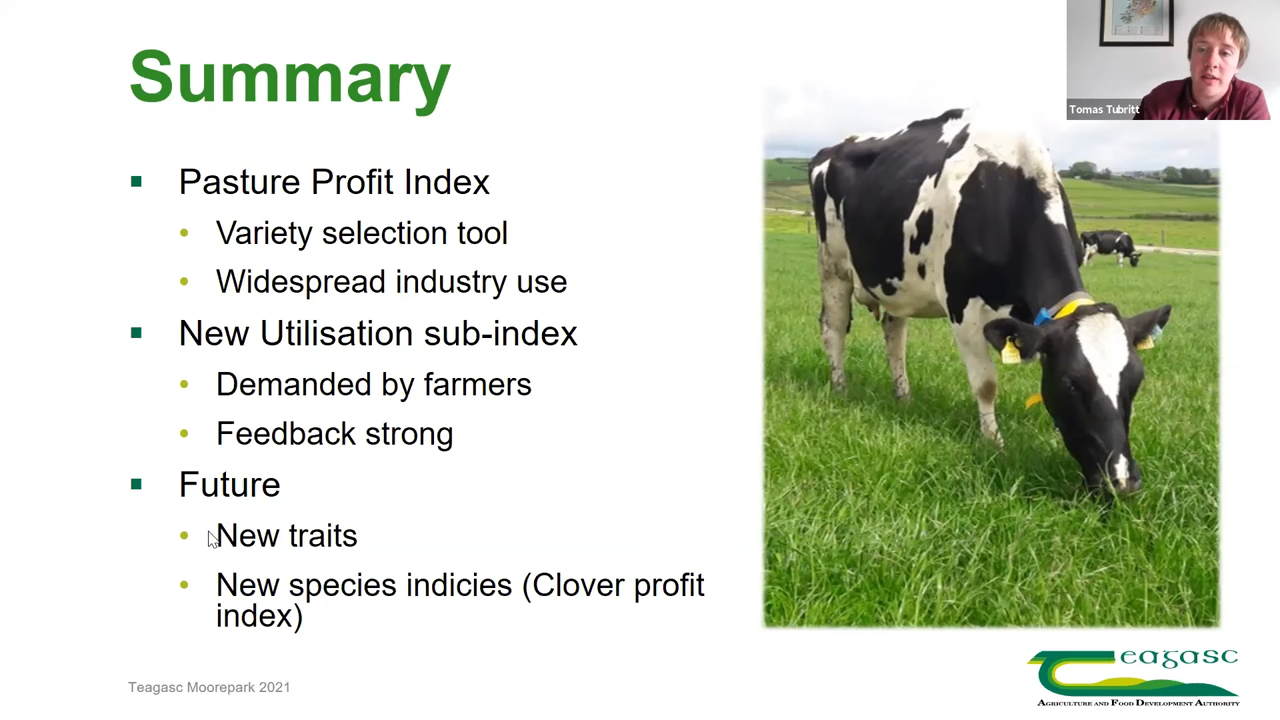 Summary
Tomas Tubritt
Pasture Profit Index
Variety selection tool
Widespread industry use
New Utilisation sub-index
Demanded by farmers
Feedback strong
Future
New traits
New species indicies (Clover profit
index)
Teagasc Moorepark 2021
eagasc
AGRICULTURE AND FOOD DEVELOPMENT AUTHORITY